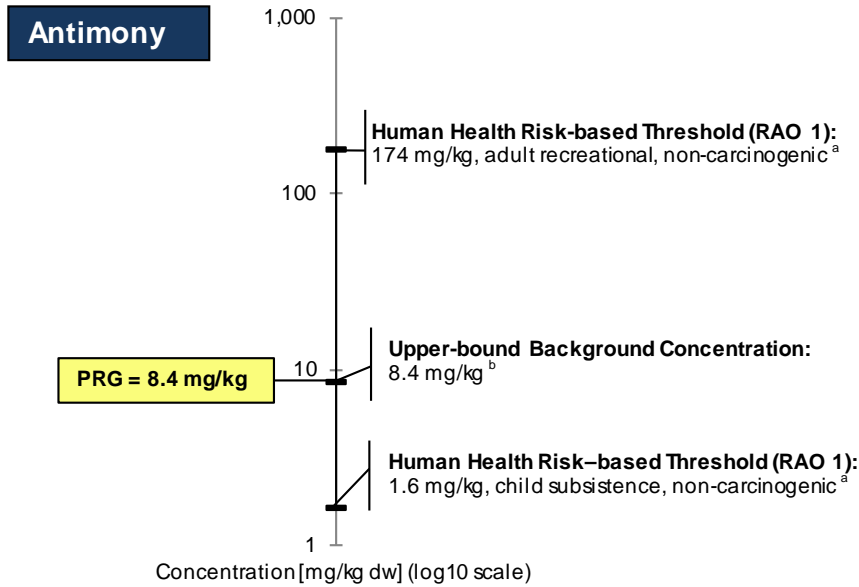 Antimony
1,000
Human Health Risk-based Threshold (RAO 1):
174 mg/kg, adult recreational, non-carcinogenic a
100
Upper-bound Background Concentration:
8.4 mg/kg b
10
PRG = 8.4 mg/kg
Human Health Risk–based Threshold (RAO 1):
1.6 mg/kg, child subsistence, non-carcinogenic a
1
Concentration [mg/kg dw] (log10 scale)